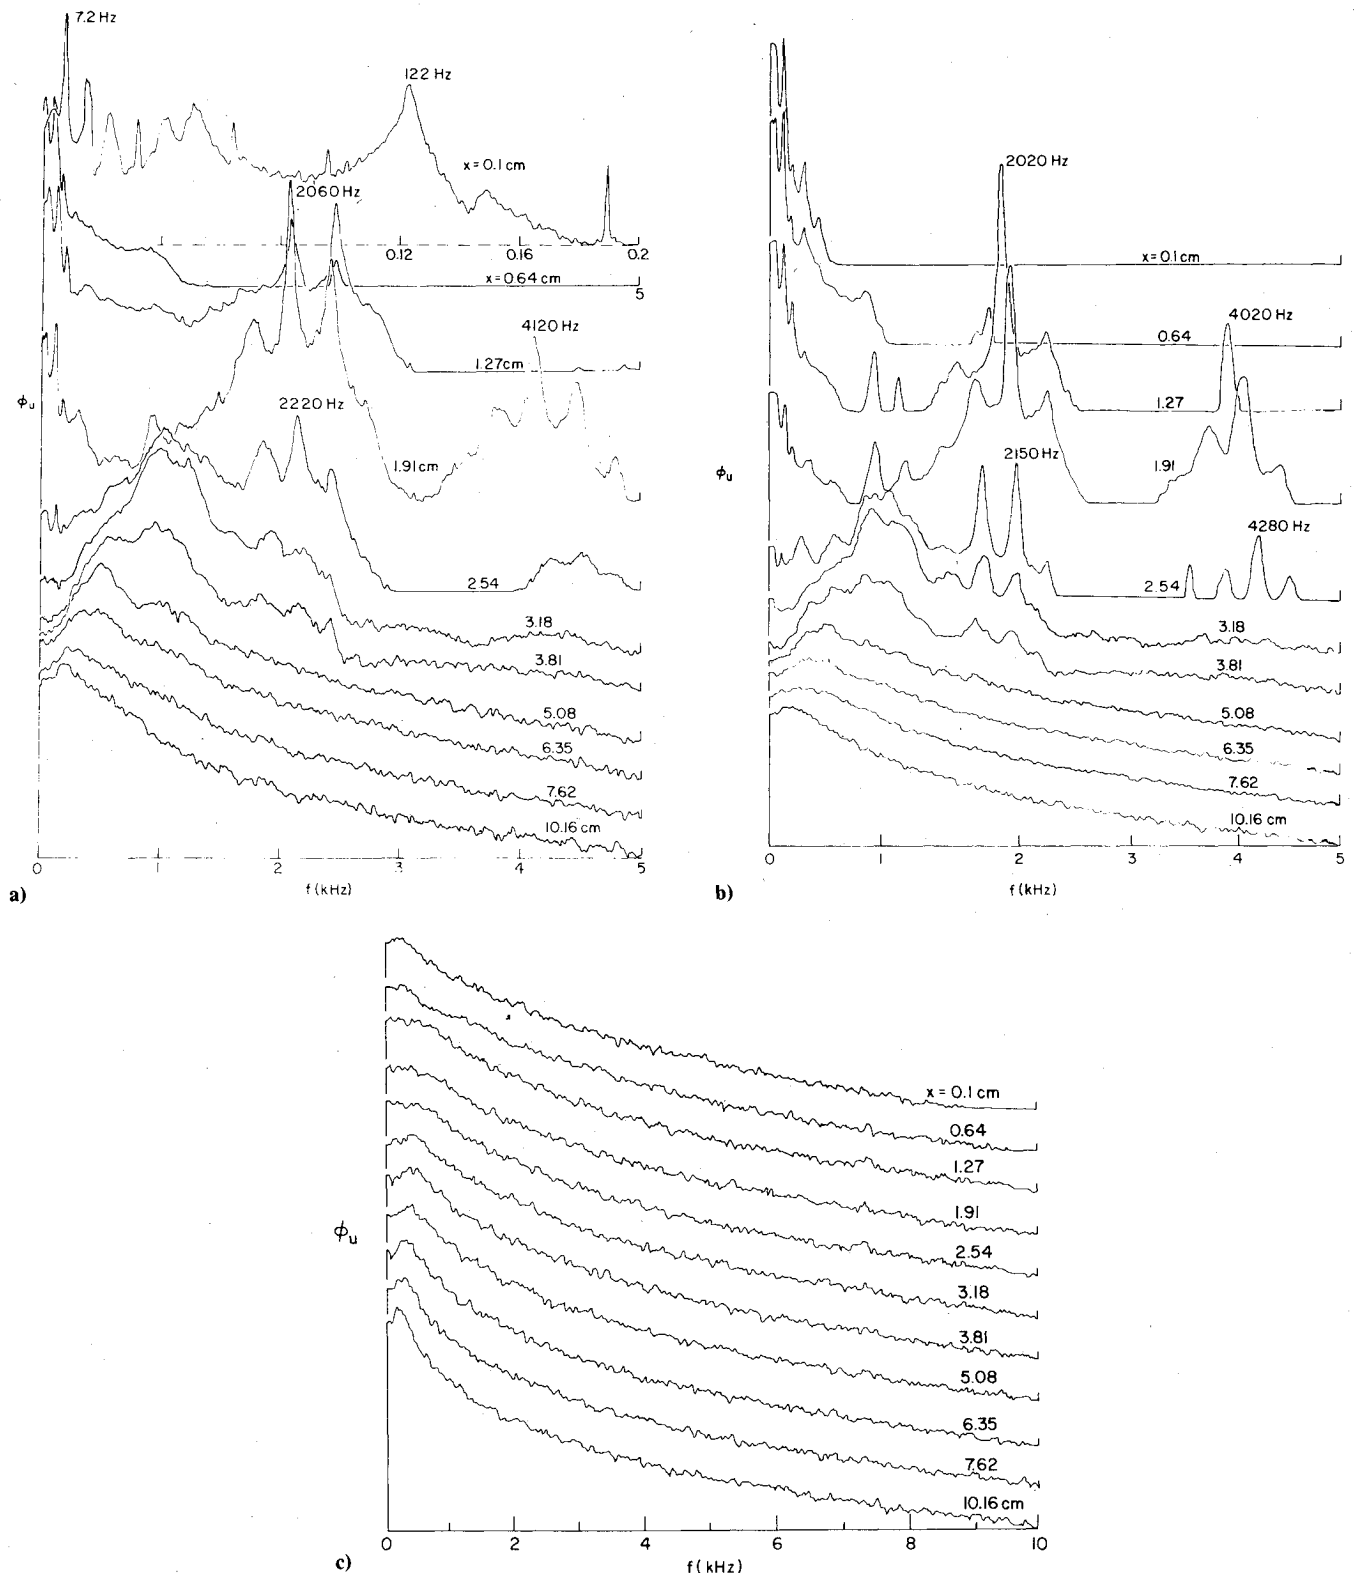 7.2 Hz
122 Hz
x=0.1 cm
2060 Hz
0.12 0.16 0.2
x=0.64 cm
5
4120 Hz
1.27cm
ϕu
2220 Hz
1.91 cm
2.54
3.18
3.81
5.08
6.35
7.62
10.16 cm
0 1 2 3 4 5
f (kHz)
a)
2020 Hz
x=0.1cm
4020 Hz
0.64
1.27
2150Hz
1.91
ϕu
4280 Hz
2.54
3.18
3.81
5.08
6.35
7.62
10.16 cm
0 1 2 3 4 5
f (kHz)
b)
x = 0.1 cm
0.64
1.27
1.91
ϕu
2.54
3.18
3.81
5.08
6.35
7.62
10.16 cm
0 2 4 6 8 10
f (kHz)
c)